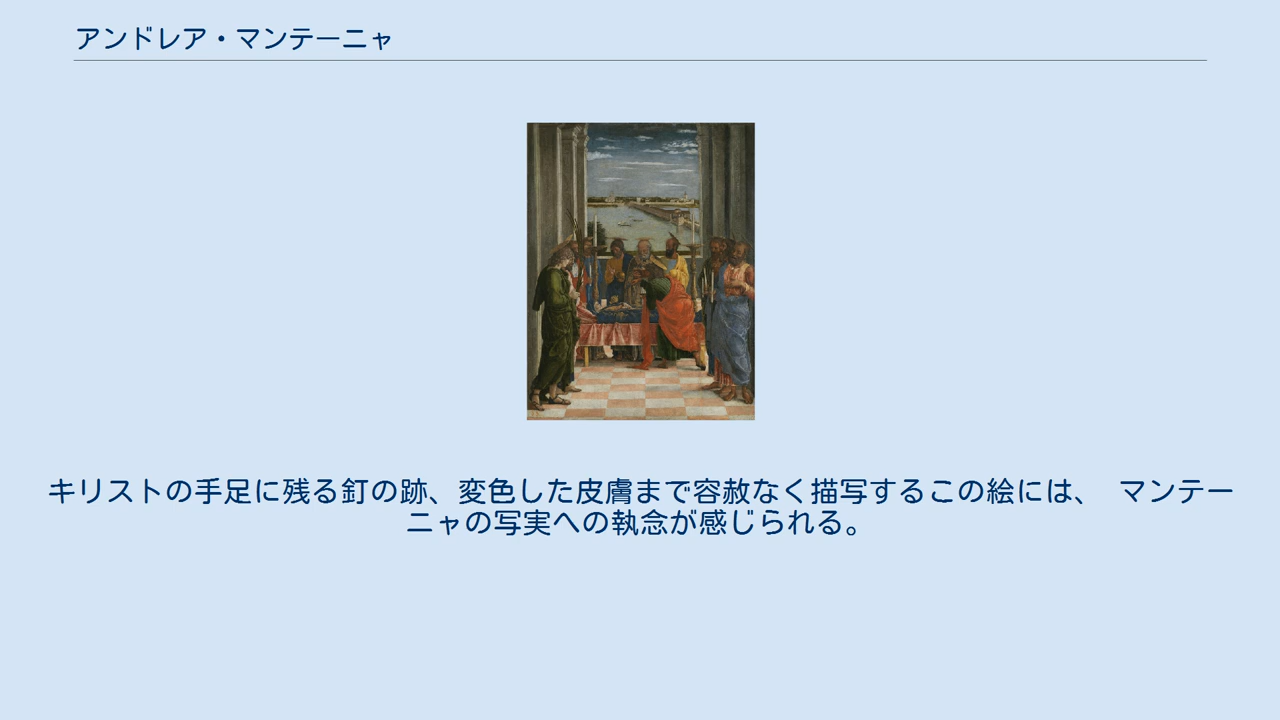 アンドレア・マンテーニャ
キリストの手足に残る釘の跡、変色した皮膚まで容赦なく描写するこの絵には、　マンテー
ニャの写実への執念が感じられる。